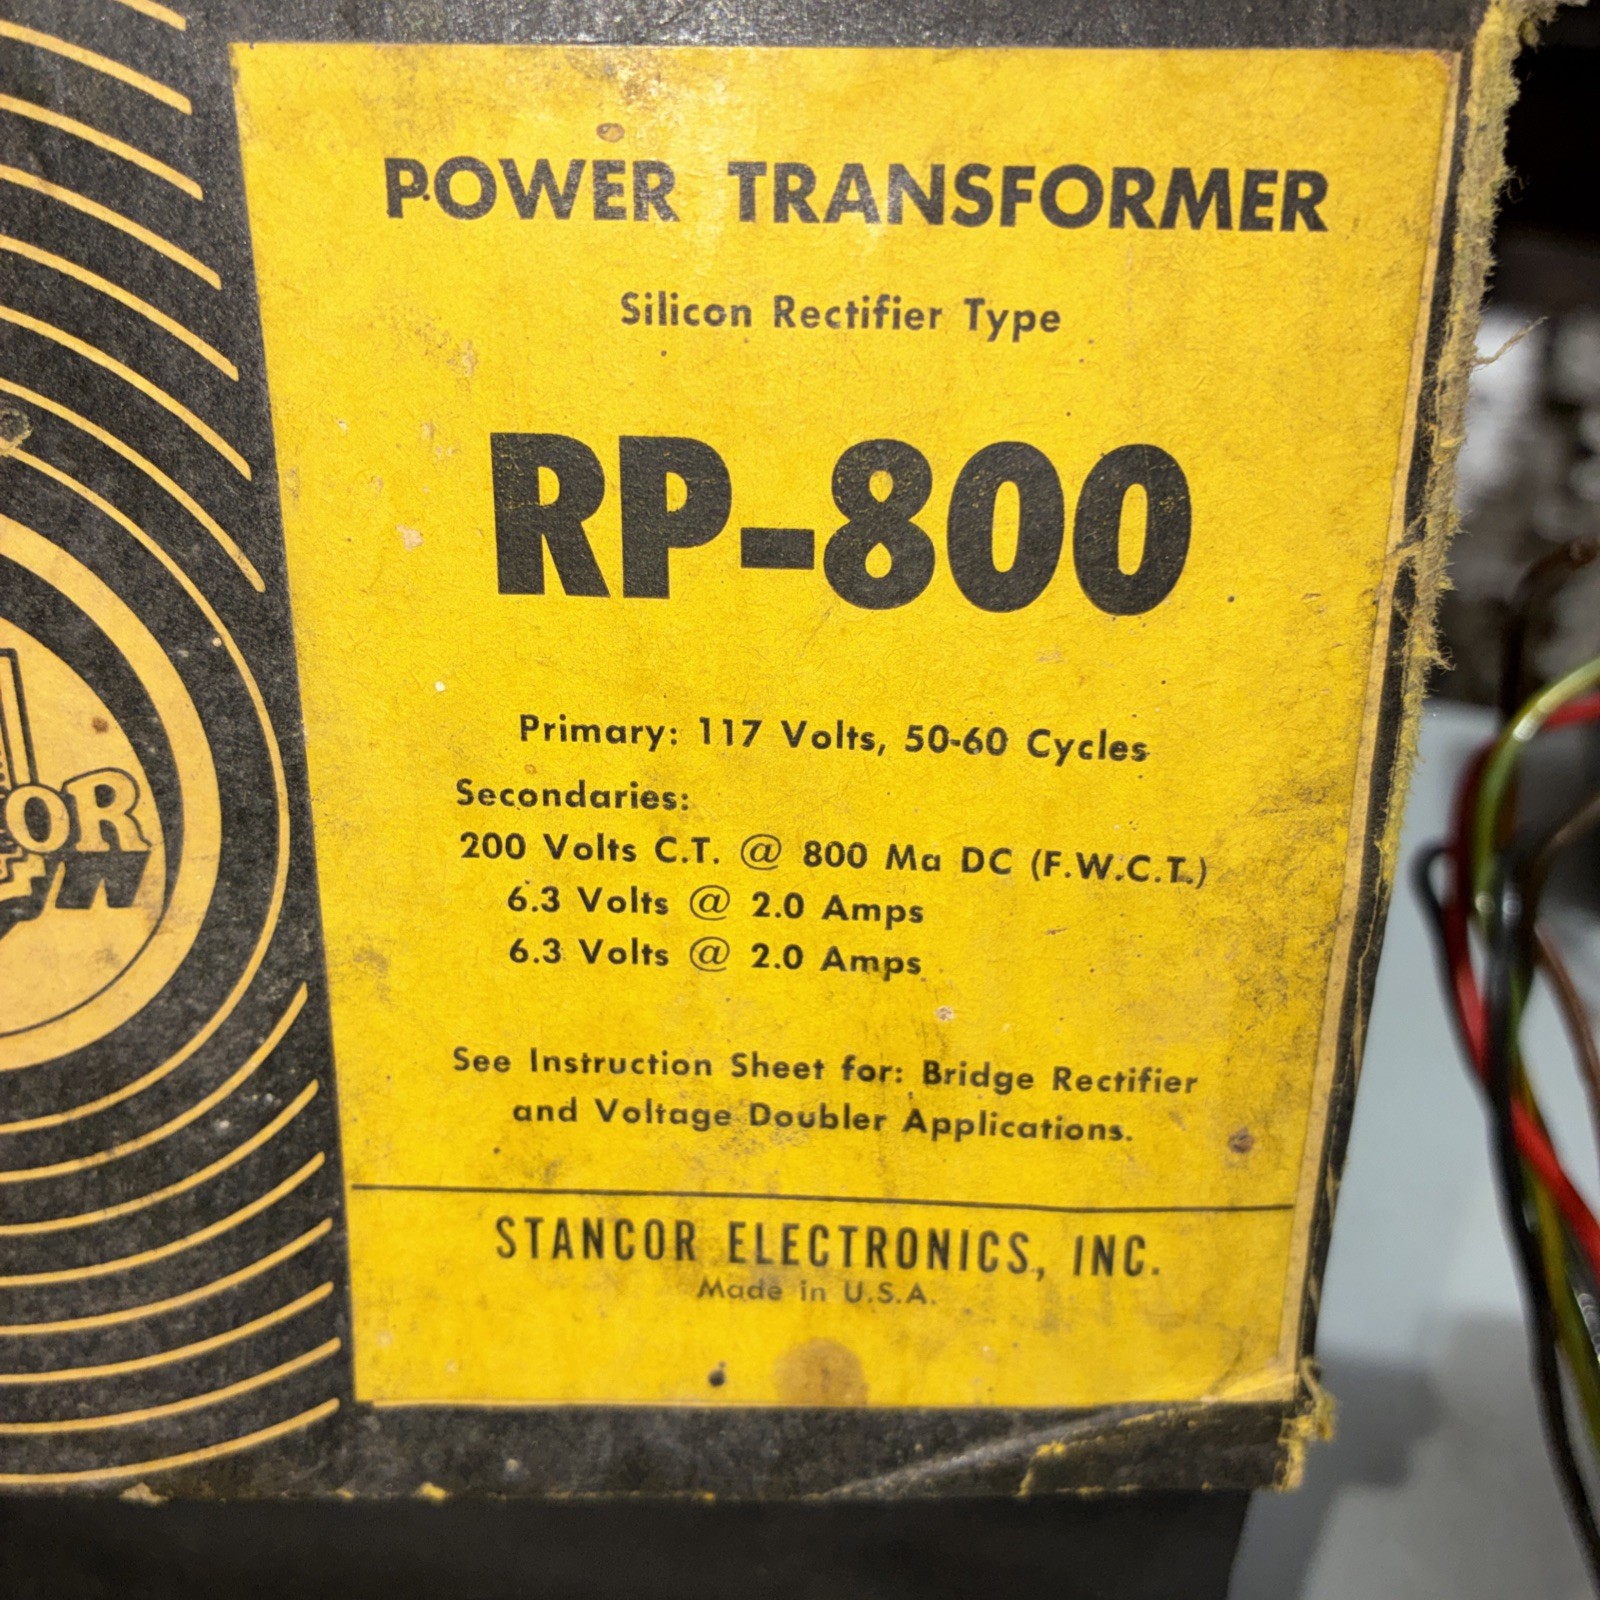 POWER TRANSFORMER
Silicon Rectifier Type
RP-800
Primary: 117 Volts, 50-60 Cycles
Secondaries:
200 Volts C.T. @ 800 Ma DC (F.W.C.T.)
6.3 Volts @ 2.0 Amps
6.3 Volts @ 2.0 Amps
See Instruction Sheet for: Bridge Rectifier
and Voltage Doubler Applications.
STANCOR ELECTRONICS, INC.
Made in U.S.A.
OR